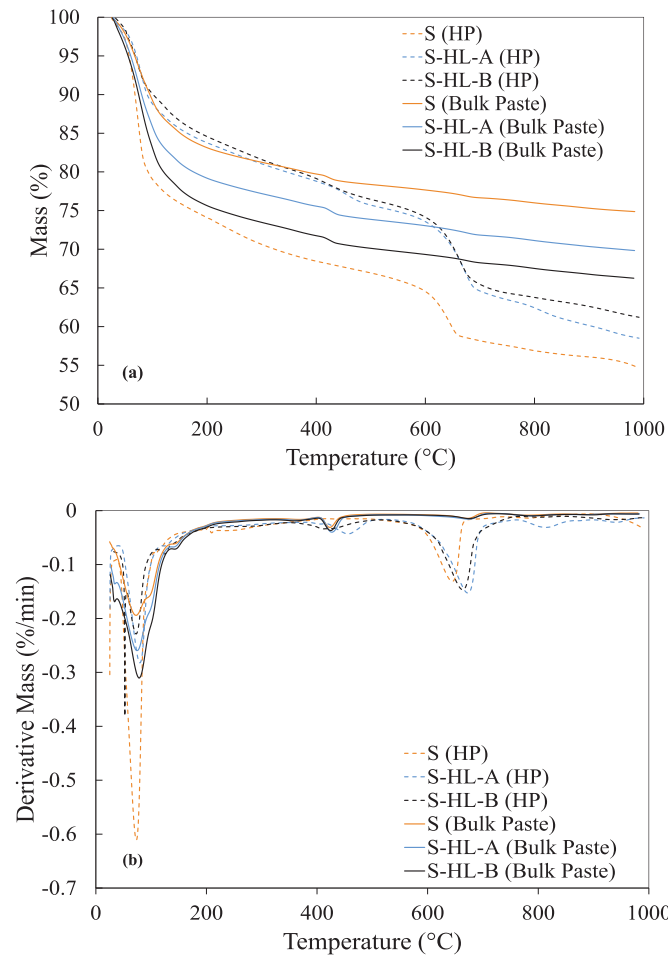 100
95
90
85
80
75
70
65
60
55
50
Mass (%)
S (HP)
S-HL-A (HP)
S-HL-B (HP)
S (Bulk Paste)
S-HL-A (Bulk Paste)
S-HL-B (Bulk Paste)
(a)
0 200 400 600 800 1000
Temperature (°C)
0
-0.1
-0.2
-0.3
-0.4
-0.5
-0.6
-0.7
Derivative Mass (%/min)
S (HP)
S-HL-A (HP)
S-HL-B (HP)
S (Bulk Paste)
S-HL-A (Bulk Paste)
S-HL-B (Bulk Paste)
(b)
0 200 400 600 800 1000
Temperature (°C)